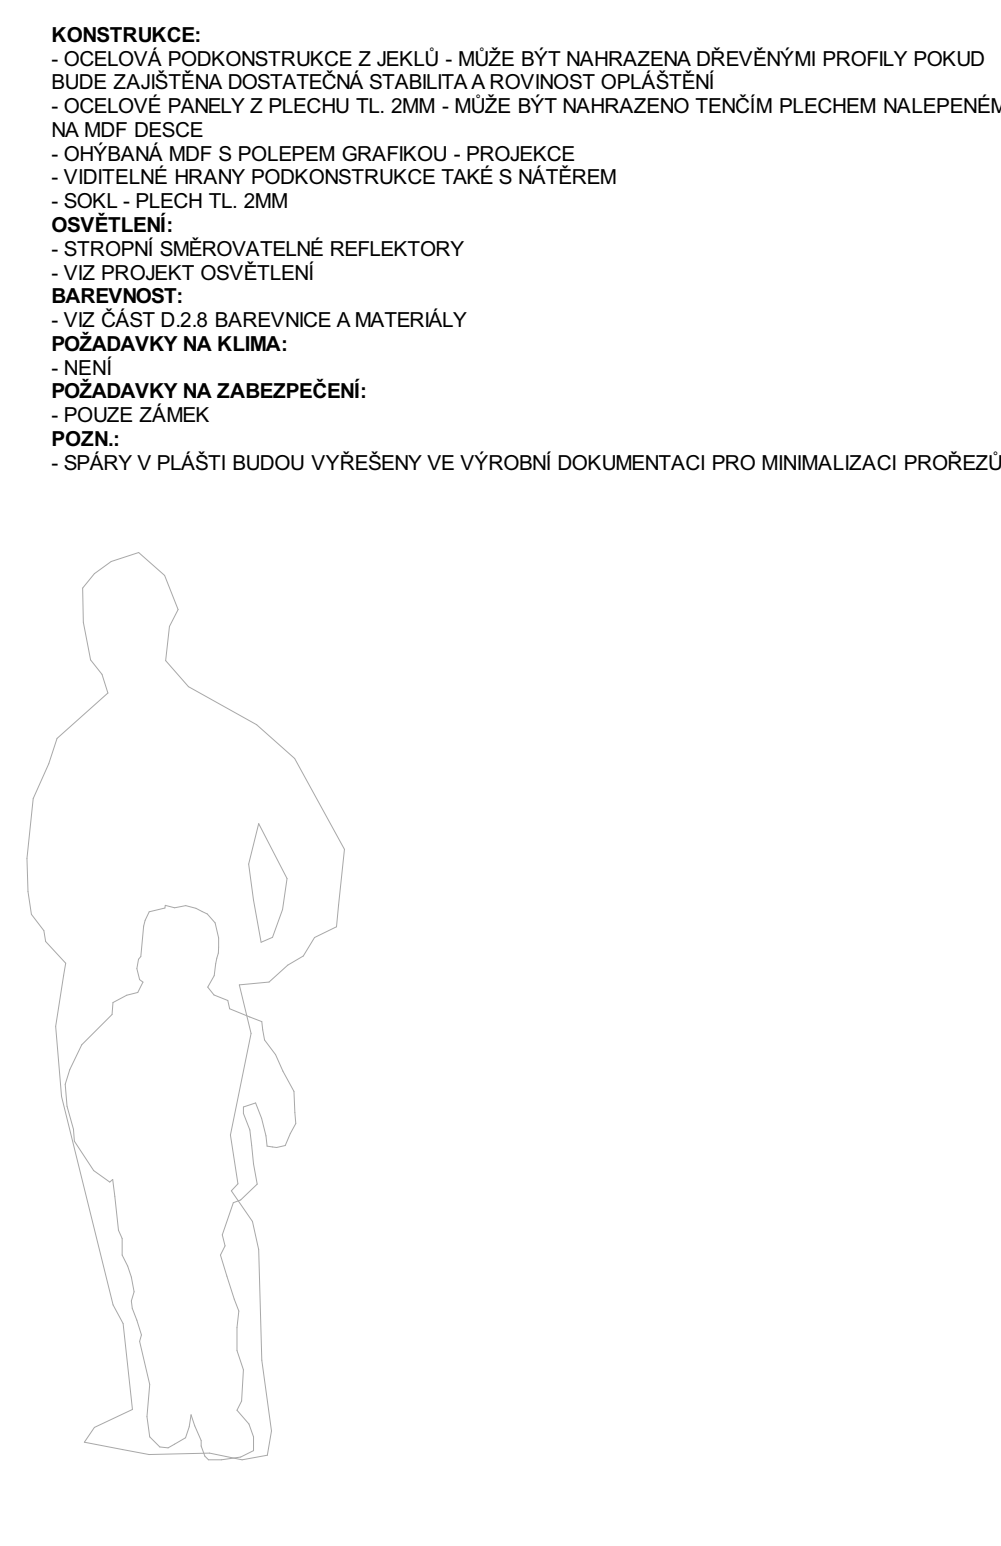 KONSTRUKCE:
- OCELOVÁ PODKONSTRUKCE Z JEKLŮ - MŮŽE BÝT NAHRAZENA DŘEVĚNÝMI PROFILY POKUD
BUDE ZAJIŠTĚNA DOSTATEČNÁ STABILITA A ROVINOST OPLÁŠTĚNÍ
- OCELOVÉ PANELY Z PLECHU TL. 2MM - MŮŽE BÝT NAHRAZENO TENČÍM PLECHEM NALEPENÉM
NA MDF DESCE
- OHÝBANÁ MDF S POLEPEM GRAFIKOU - PROJEKCE
- VIDITELNÉ HRANY PODKONSTRUKCE TAKÉ S NÁTĚREM
- SOKL - PLECH TL. 2MM
OSVĚTLENÍ:
- STROPNÍ SMĚROVATELNÉ REFLEKTORY
- VIZ PROJEKT OSVĚTLENÍ
BAREVNOST:
- VIZ ČÁST D.2.8 BAREVNICE A MATERIÁLY
POŽADAVKY NA KLIMA:
- NENÍ
POŽADAVKY NA ZABEZPEČENÍ:
- POUZE ZÁMEK
POZN.:
- SPÁRY V PLÁŠTI BUDOU VYŘEŠENY VE VÝROBNÍ DOKUMENTACI PRO MINIMALIZACI PROŘEZŮ